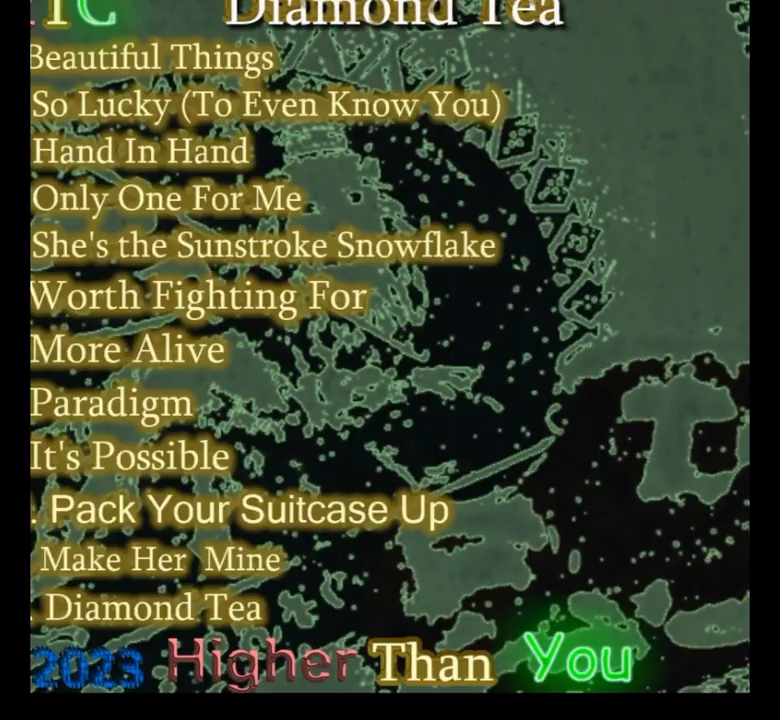 TC Diamond Tea
Beautiful Things
So Lucky (To Even Know You)
Hand In Hand
Only One For Me
She's the Sunstroke Snowflake
Worth Fighting For
More Alive
Paradigm
It's Possible
. Pack Your Suitcase Up
Make Her Mine
. Diamond Tea
2023 Higher Than You